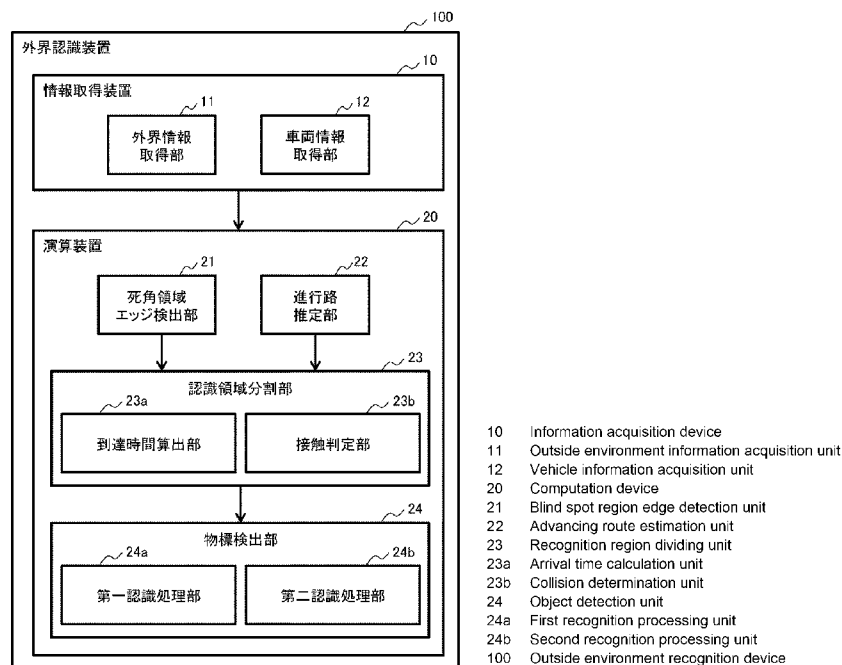 100
外界認識装置
10
情報取得装置
11
12
外界情報
取得部
車両情報
取得部
20
演算装置
21
22
死角領域
エッジ検出部
進行路
推定部
23
認識領域分割部
23a
23b
到達時間算出部
接触判定部
24
物標検出部
24a
24b
第一認識処理部
第二認識処理部
10 Information acquisition device
11 Outside environment information acquisition unit
12 Vehicle information acquisition unit
20 Computation device
21 Blind spot region edge detection unit
22 Advancing route estimation unit
23 Recognition region dividing unit
23a Arrival time calculation unit
23b Collision determination unit
24 Object detection unit
24a First recognition processing unit
24b Second recognition processing unit
100 Outside environment recognition device